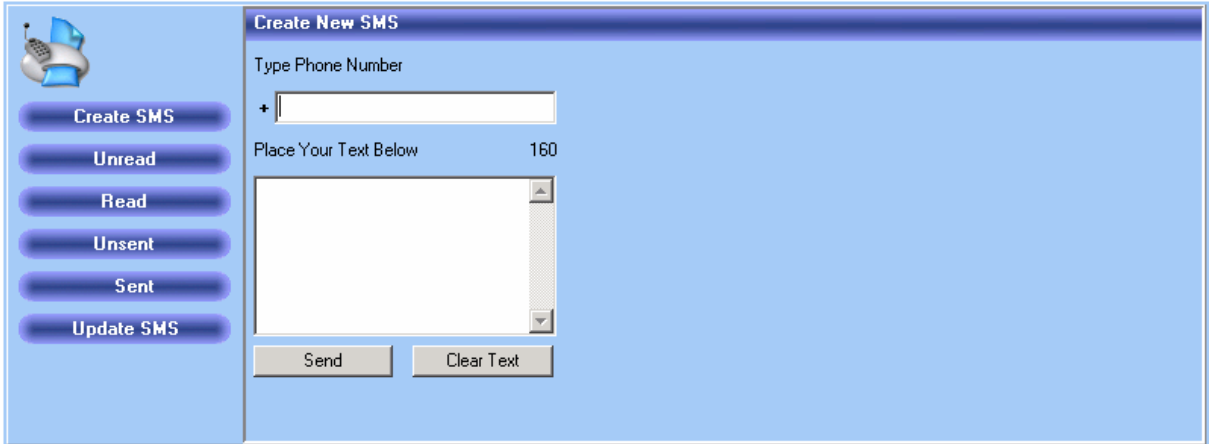 Create SMS
Unread
Read
Unsent
Sent
Update SMS
Create New SMS
Type Phone Number
+
Place Your Text Below 160
Send Clear Text